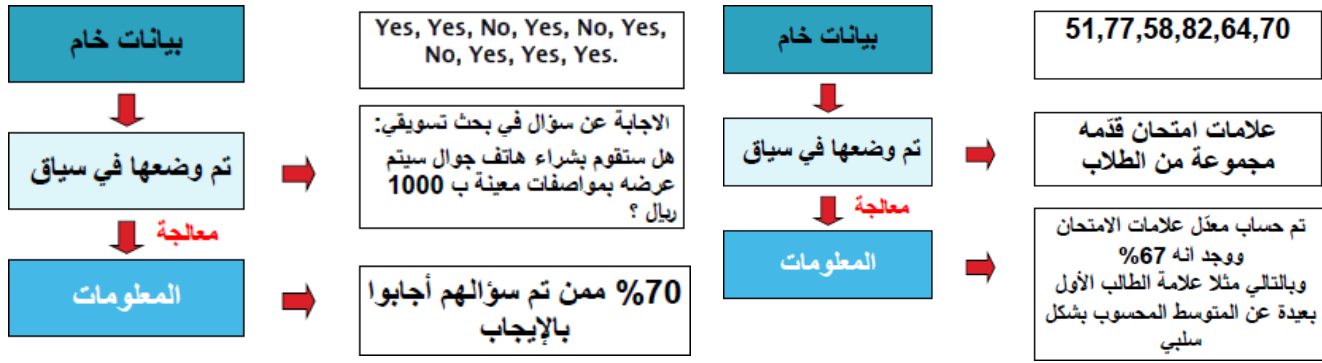 بيانات خام
Yes, Yes, No, Yes, No, Yes,
No, Yes, Yes, Yes.
تم وضعها في سياق
الاجابة عن سؤال في بحث تسويقي:
هل ستقوم بشراء هاتف جوال سيتم
عرضه بمواصفات معينة ب 1000
ريال ؟
معالجة
المعلومات
70% ممن تم سؤالهم أجابوا
بالإيجاب
بيانات خام
51,77,58,82,64,70
تم وضعها في سياق
علامات امتحان قدّمه
مجموعة من الطلاب
معالجة
المعلومات
تم حساب معدّل علامات الامتحان
ووجد انه 67%
وبالتالي مثلا علامة الطالب الأول
بعيدة عن المتوسط المحسوب بشكل
سلبي